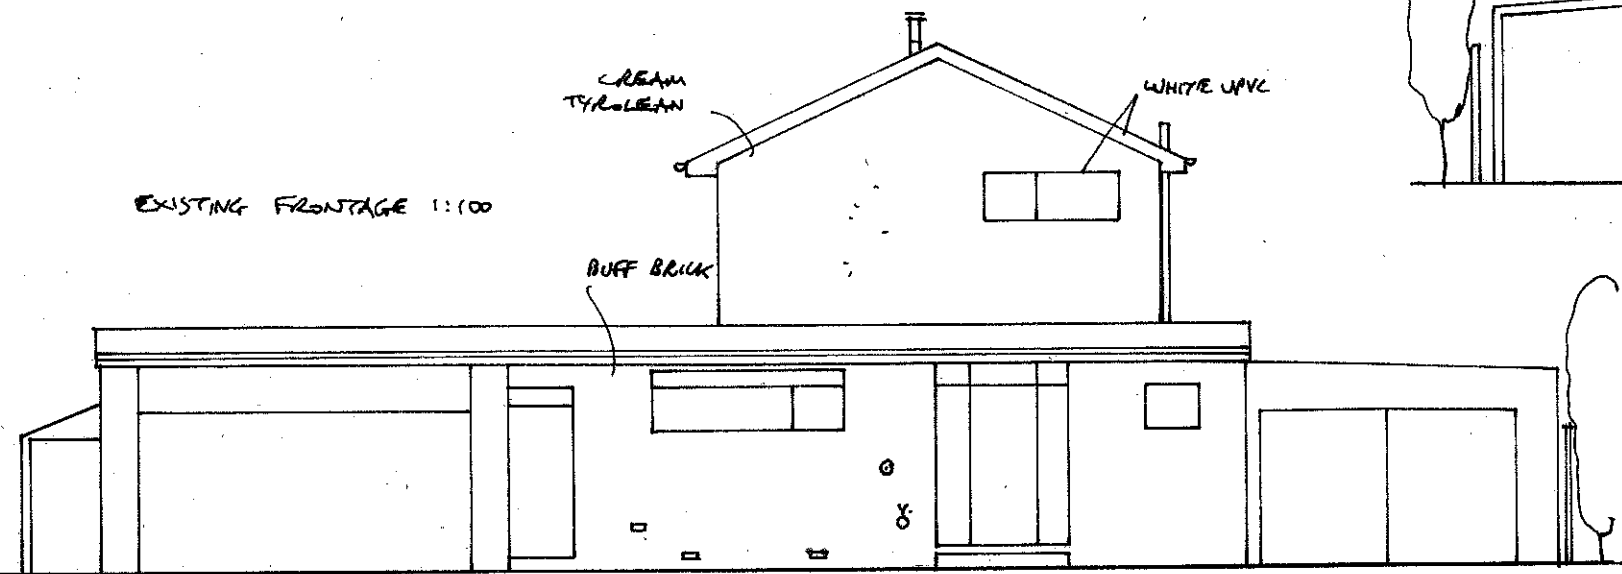 CREAM
TYROLEAN
WHITE UPVC
EXISTING FRONTAGE 1:100
BUFF BRICK